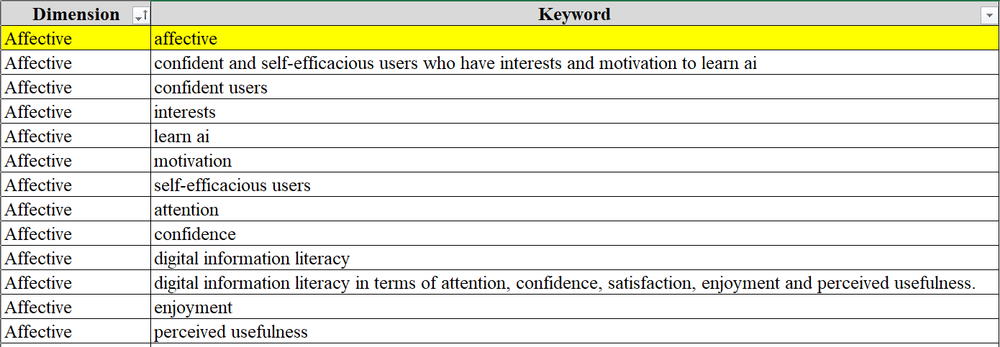 Dimension Keyword
Affective affective
Affective confident and self-efficacious users who have interests and motivation to learn ai
Affective confident users
Affective interests
Affective learn ai
Affective motivation
Affective self-efficacious users
Affective attention
Affective confidence
Affective digital information literacy
Affective digital information literacy in terms of attention, confidence, satisfaction, enjoyment and perceived usefulness.
Affective enjoyment
Affective perceived usefulness